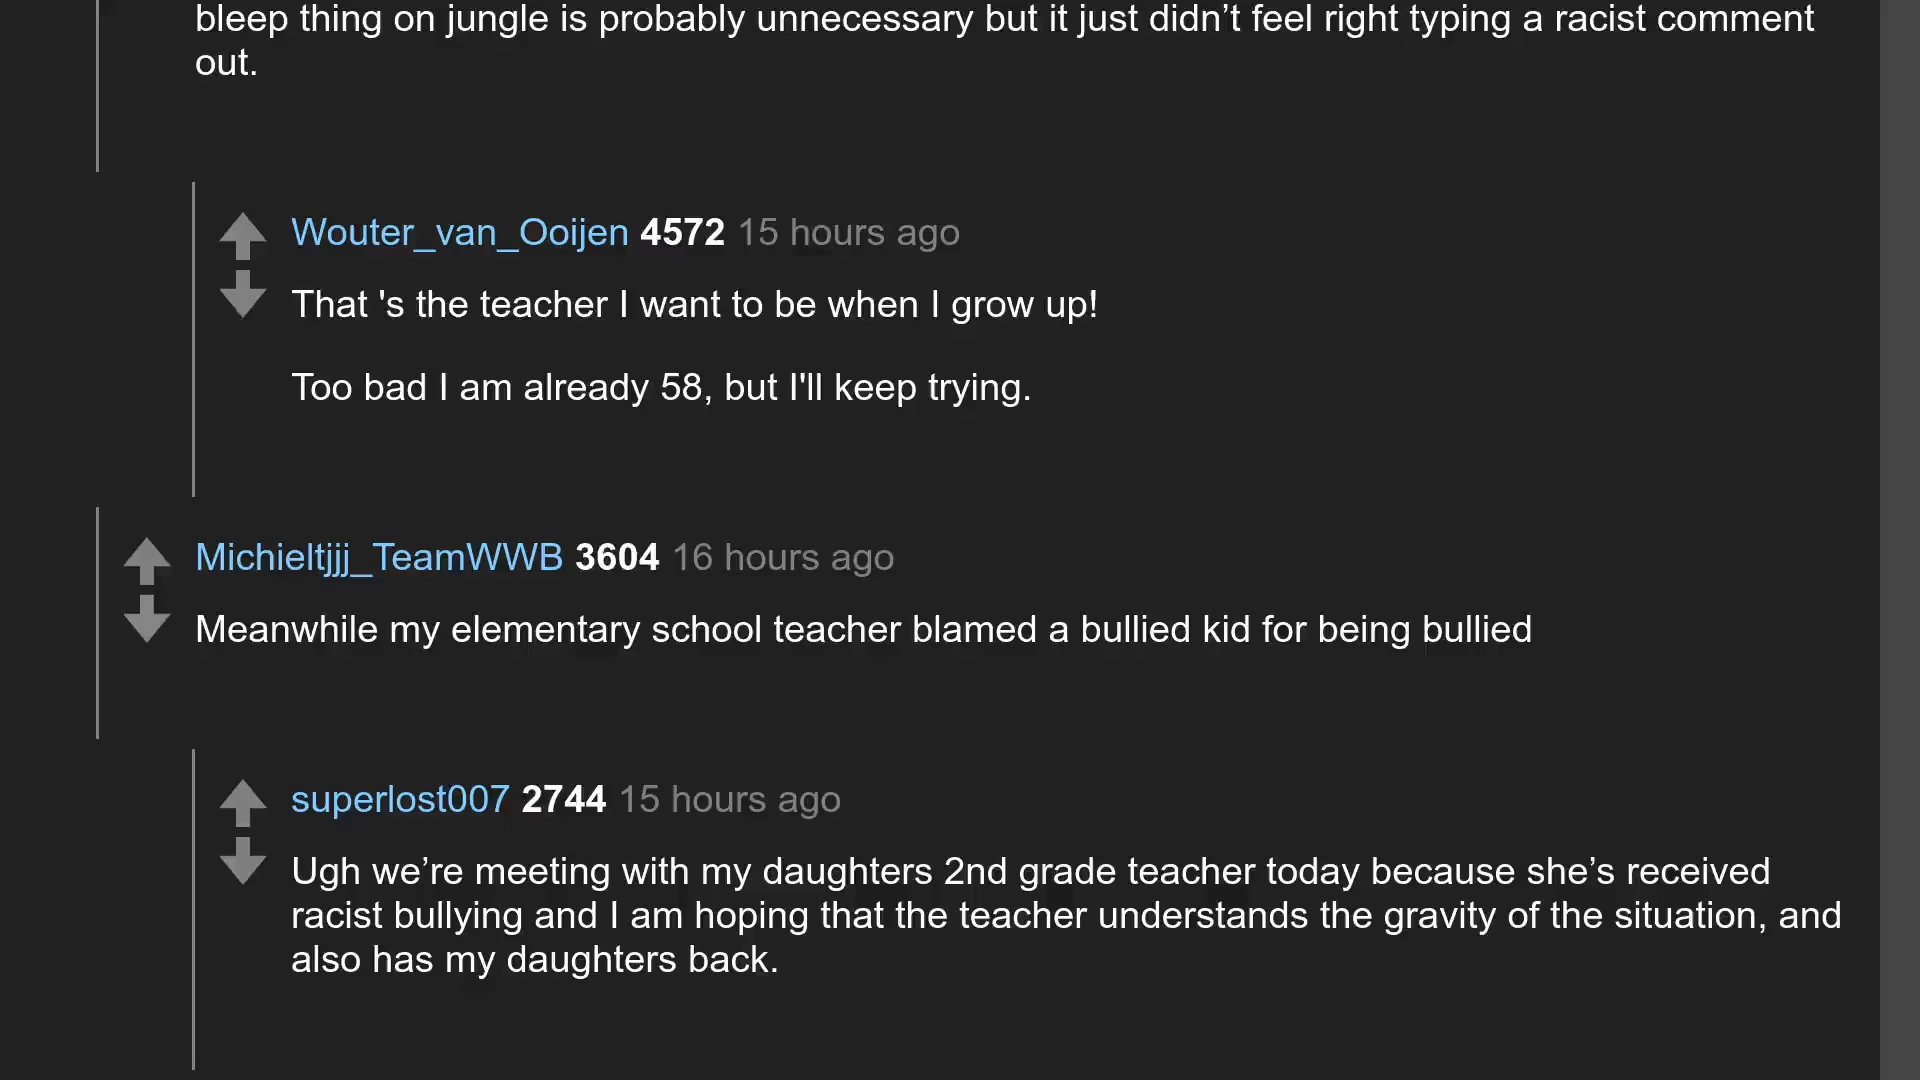 bleep thing on jungle is probably unnecessary but it just didn’t feel right typing a racist comment
out.
Wouter_van_Ooijen 4572 15 hours ago
That 's the teacher I want to be when I grow up!
Too bad I am already 58, but I'll keep trying.
Michieltjjj_TeamWWB 3604 16 hours ago
Meanwhile my elementary school teacher blamed a bullied kid for being bullied
superlost007 2744 15 hours ago
Ugh we’re meeting with my daughters 2nd grade teacher today because she’s received
racist bullying and I am hoping that the teacher understands the gravity of the situation, and
also has my daughters back.